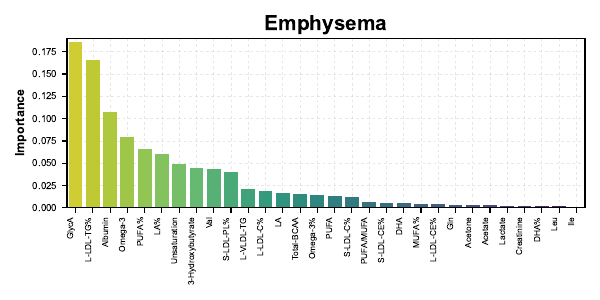 Emphysema
Importance
0.175
0.150
0.125
0.100
0.075
0.050
0.025
0.000
GlycA
L-LDL-TG%
Albumin
Omega-3
PUFA%
LA%
Unsaturation
3-Hydroxybutyrate
Val
S-LDL-PL%
L-VLDL-TG
L-LDL-C%
LA
Total-BCAA
Omega-3%
PUFA
S-LDL-C%
PUFA/MUFA
S-LDL-CE%
DHA
MUFA%
L-LDL-CE%
Gln
Acetone
Acetate
Lactate
Creatinine
DHA%
Leu
Ile